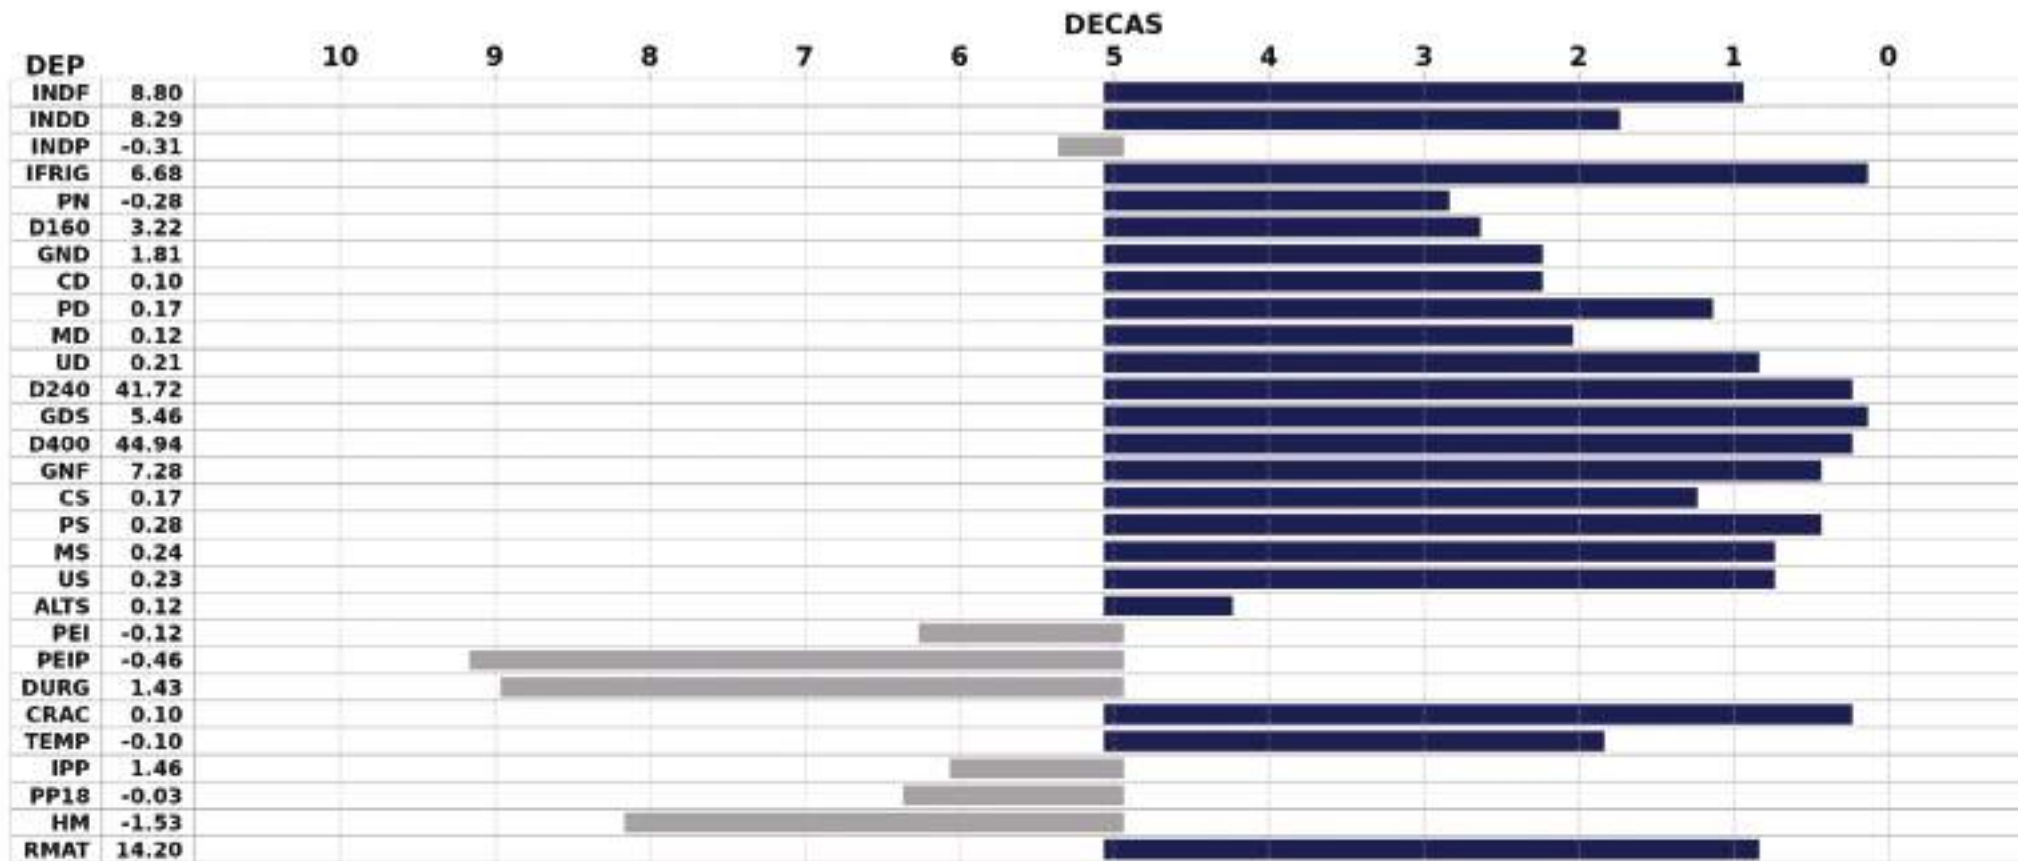 DECAS
DEP 10 9 8 7 6 5 4 3 2 1 0
INDF 8.80
INDD 8.29
INDP -0.31
IFRIG 6.68
PN -0.28
D160 3.22
GND 1.81
CD 0.10
PD 0.17
MD 0.12
UD 0.21
D240 41.72
GDS 5.46
D400 44.94
GNF 7.28
CS 0.17
PS 0.28
MS 0.24
US 0.23
ALTS 0.12
PEI -0.12
PEIP -0.46
DURG 1.43
CRAC 0.10
TEMP -0.10
IPP 1.46
PP18 -0.03
HM -1.53
RMAT 14.20